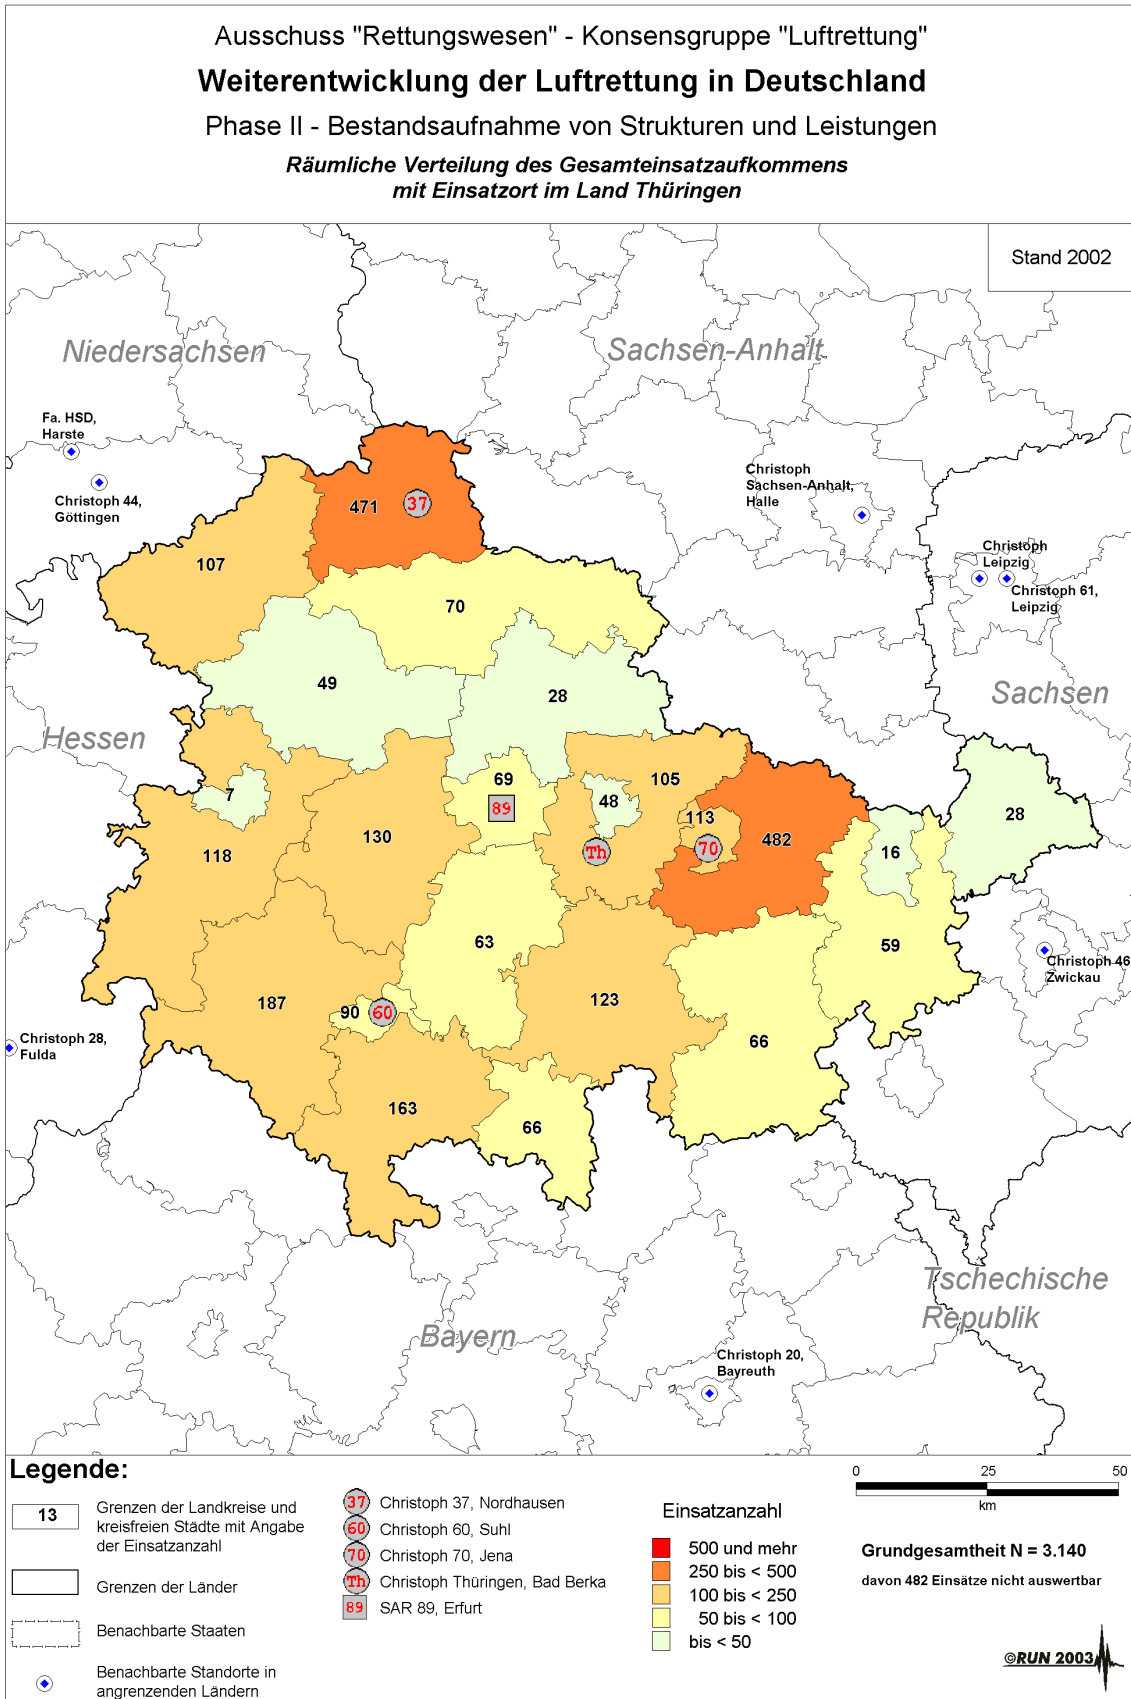 Ausschuss "Rettungswesen" - Konsensgruppe "Luftrettung"
Weiterentwicklung der Luftrettung in Deutschland
Phase II - Bestandsaufnahme von Strukturen und Leistungen
Räumliche Verteilung des Gesamteinsatzaufkommens
mit Einsatzort im Land Thüringen
Stand 2002
Niedersachsen
Sachsen-Anhalt
Fa. HSD,
Harste
Christoph 44,
Göttingen
Christoph
Sachsen-Anhalt,
Halle
Christoph
Leipzig
Christoph 61,
Leipzig
471
37
107
70
49
28
Sachsen
Hessen
7
69
89
105
48
113
70
482
Th
28
16
118
130
63
59
Christoph 46
Zwickau
187
90
60
123
66
Christoph 28,
Fulda
163
66
Tschechische
Republik
Bayern
Christoph 20,
Bayreuth
Legende:
13
Grenzen der Landkreise und
kreisfreien Städte mit Angabe
der Einsatzanzahl
Grenzen der Länder
Benachbarte Staaten
Benachbarte Standorte in
angrenzenden Ländern
37 Christoph 37, Nordhausen
60 Christoph 60, Suhl
70 Christoph 70, Jena
Th Christoph Thüringen, Bad Berka
89 SAR 89, Erfurt
Einsatzanzahl
500 und mehr
250 bis < 500
100 bis < 250
50 bis < 100
bis < 50
0 25 50
km
Grundgesamtheit N = 3.140
davon 482 Einsätze nicht auswertbar
©RUN 2003